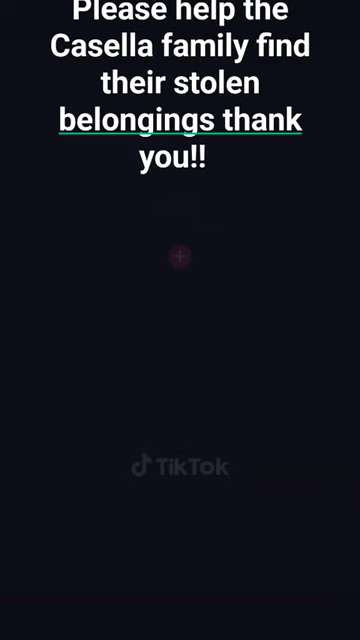 Please help the
Casella family find
their stolen
belongings thank
you!!
TikTok